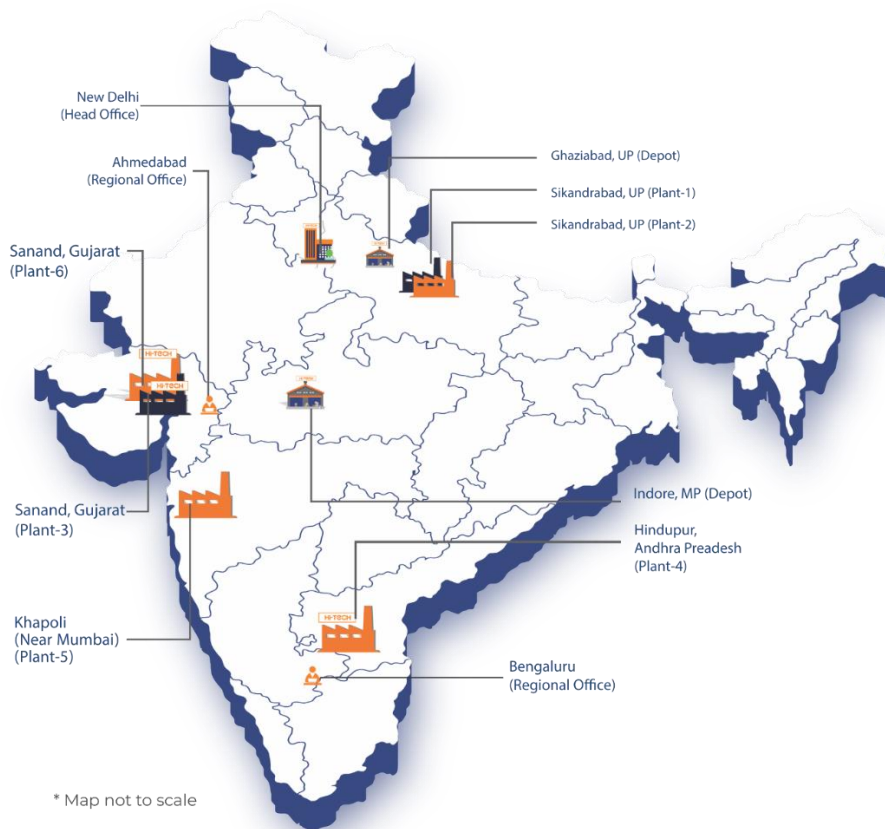 New Delhi
(Head Office)
Ahmedabad
(Regional Office)
Ghaziabad, UP (Depot)
Sikandrabad, UP (Plant-1)
Sikandrabad, UP (Plant-2)
Sanand, Gujarat
(Plant-6)
HI-TECH
HI-TECH
Sanand, Gujarat
(Plant-3)
Indore, MP (Depot)
Hindupur,
Andhra Preadesh
(Plant-4)
HI-TECH
Khapoli
(Near Mumbai)
(Plant-5)
Bengaluru
(Regional Office)
* Map not to scale